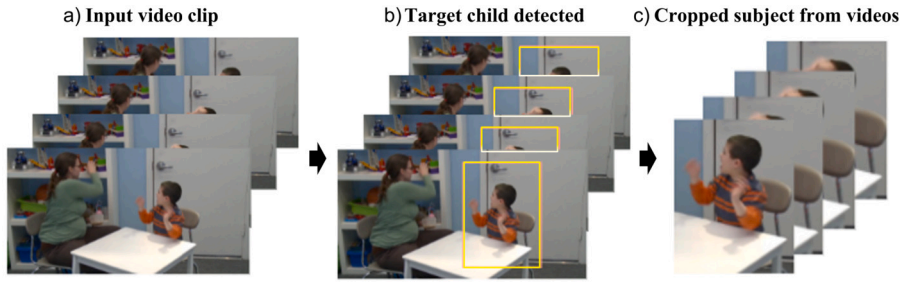 a) Input video clip
b) Target child detected
c) Cropped subject from videos